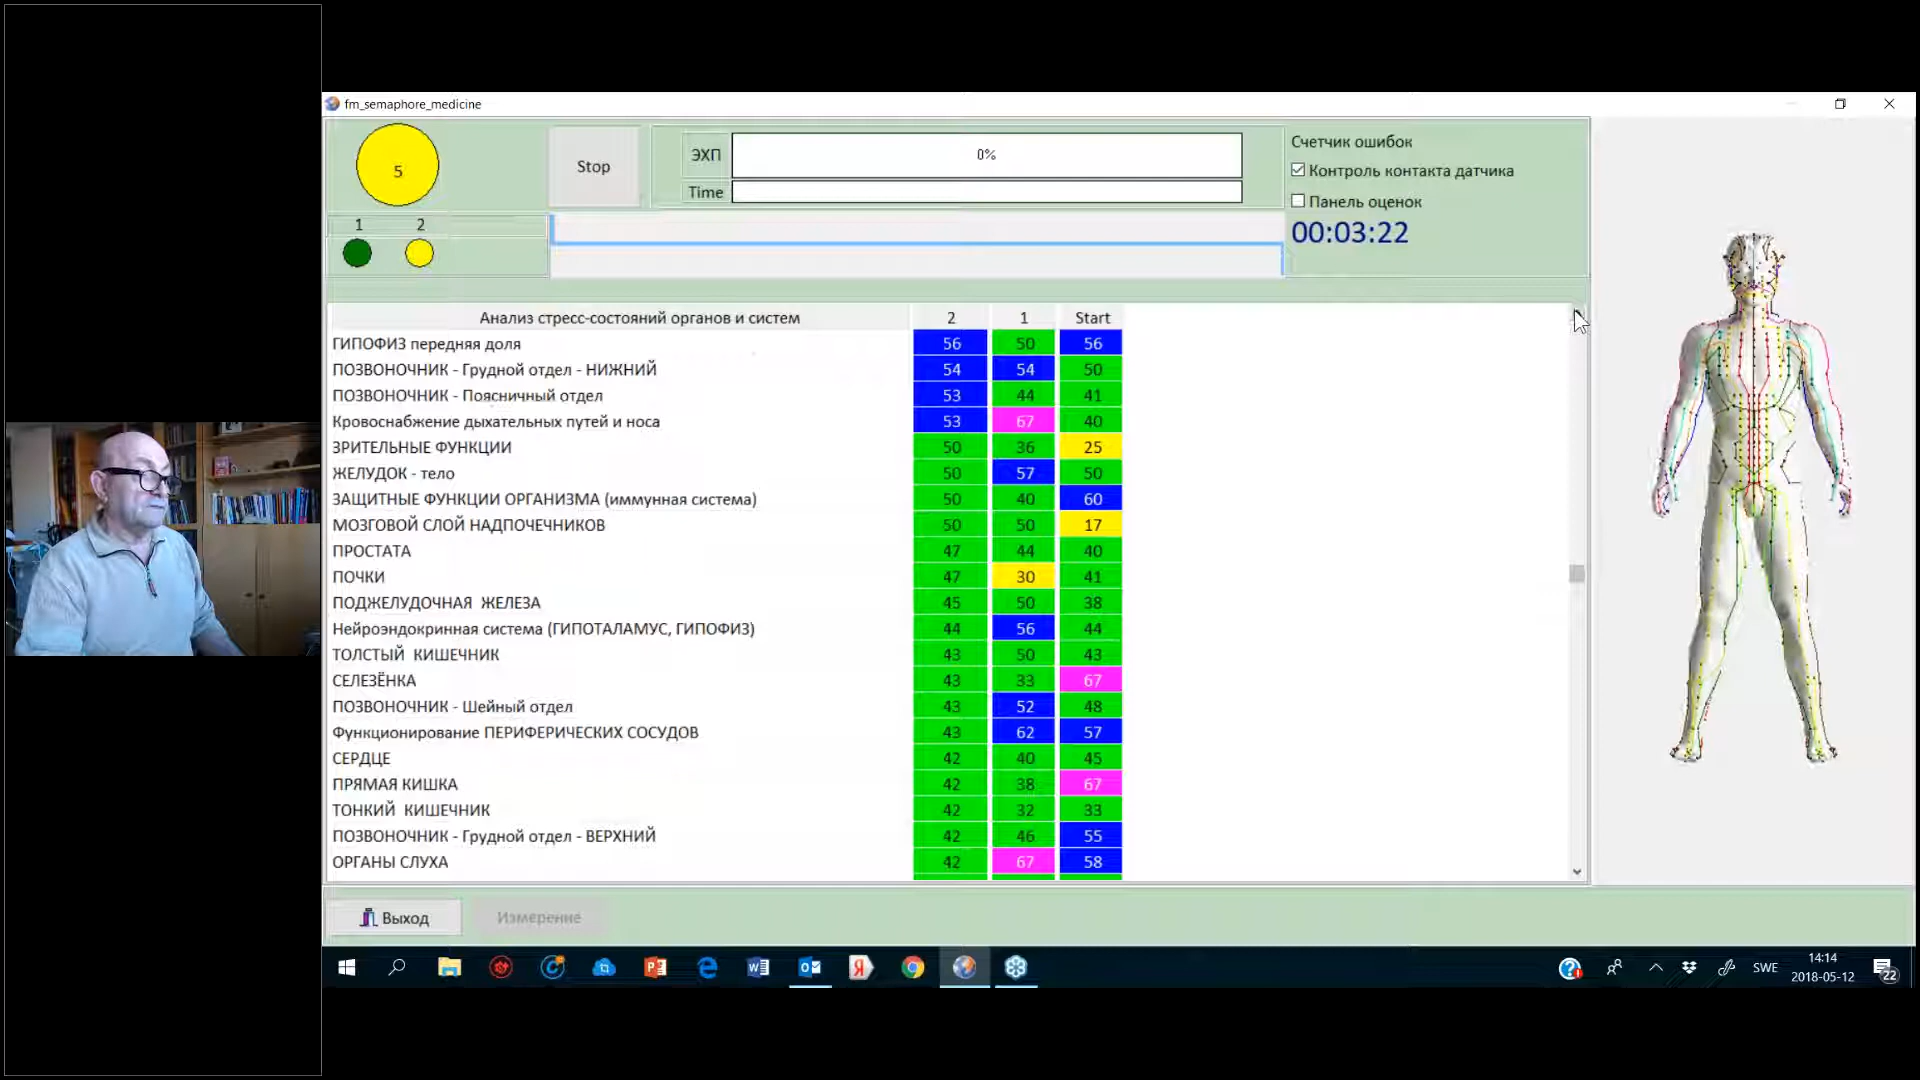 fm_semaphore_medicine
5
Stop
ЭХП
0%
Time
Счетчик ошибок
Контроль контакта датчика
Панель оценок
00:03:22
1 2
Анализ стресс-состояний органов и систем 2 1 Start
ГИПОФИЗ передняя доля 56 50 56
ПОЗВОНОЧНИК - Грудной отдел - НИЖНИЙ 54 54 50
ПОЗВОНОЧНИК - Поясничный отдел 53 44 41
Кровоснабжение дыхательных путей и носа 53 67 40
ЗРИТЕЛЬНЫЕ ФУНКЦИИ 50 36 25
ЖЕЛУДОК - тело 50 57 50
ЗАЩИТНЫЕ ФУНКЦИИ ОРГАНИЗМА (иммунная система) 50 40 60
МОЗГОВОЙ СЛОЙ НАДПОЧЕЧНИКОВ 50 50 17
ПРОСТАТА 47 44 40
ПОЧКИ 47 30 41
ПОДЖЕЛУДОЧНАЯ ЖЕЛЕЗА 45 50 38
Нейроэндокринная система (ГИПОТАЛАМУС, ГИПОФИЗ) 44 56 44
ТОЛСТЫЙ КИШЕЧНИК 43 50 43
СЕЛЕЗЁНКА 43 33 67
ПОЗВОНОЧНИК - Шейный отдел 43 52 48
Функционирование ПЕРИФЕРИЧЕСКИХ СОСУДОВ 43 62 57
СЕРДЦЕ 42 40 45
ПРЯМАЯ КИШКА 42 38 67
ТОНКИЙ КИШЕЧНИК 42 32 33
ПОЗВОНОЧНИК - Грудной отдел - ВЕРХНИЙ 42 46 55
ОРГАНЫ СЛУХА 42 67 58
Выход
Измерение
SWE
14:14
2018-05-12
22